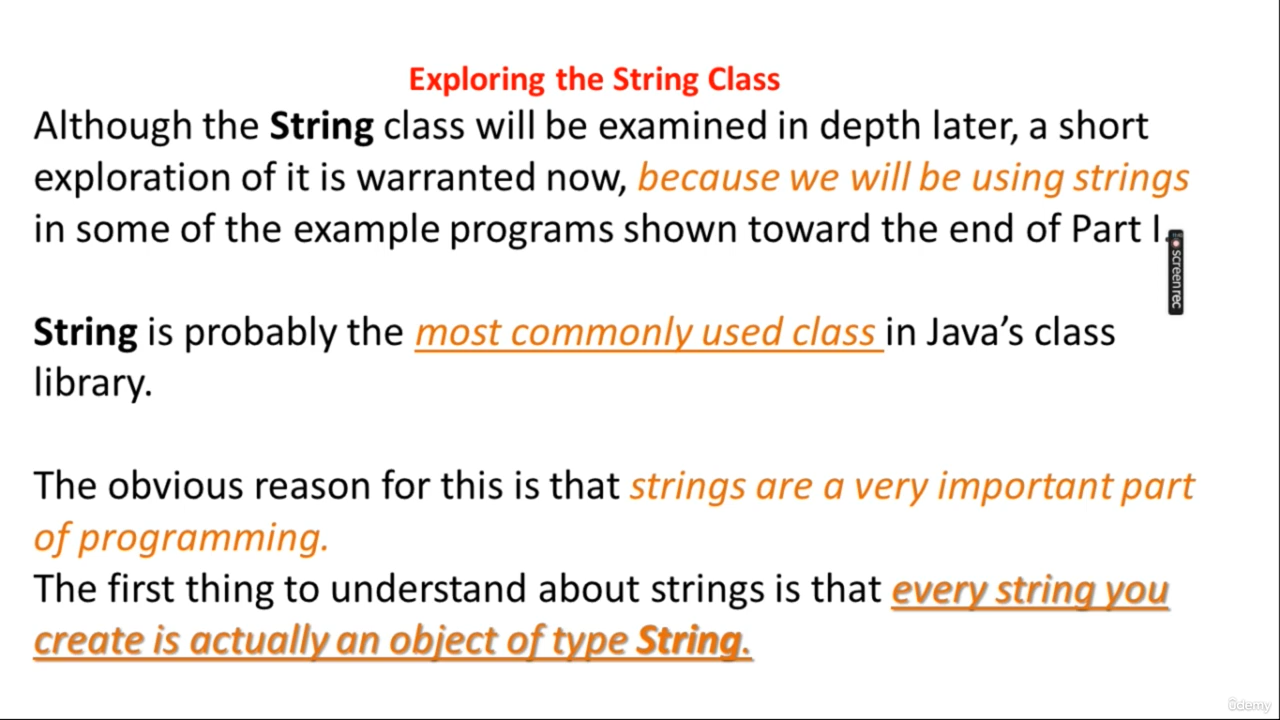 Exploring the String Class
Although the String class will be examined in depth later, a short
exploration of it is warranted now, because we will be using strings
in some of the example programs shown toward the end of Part I.
screenrec
String is probably the most commonly used class in Java’s class
library.
The obvious reason for this is that strings are a very important part
of programming.
The first thing to understand about strings is that every string you
create is actually an object of type String.
ûdemy